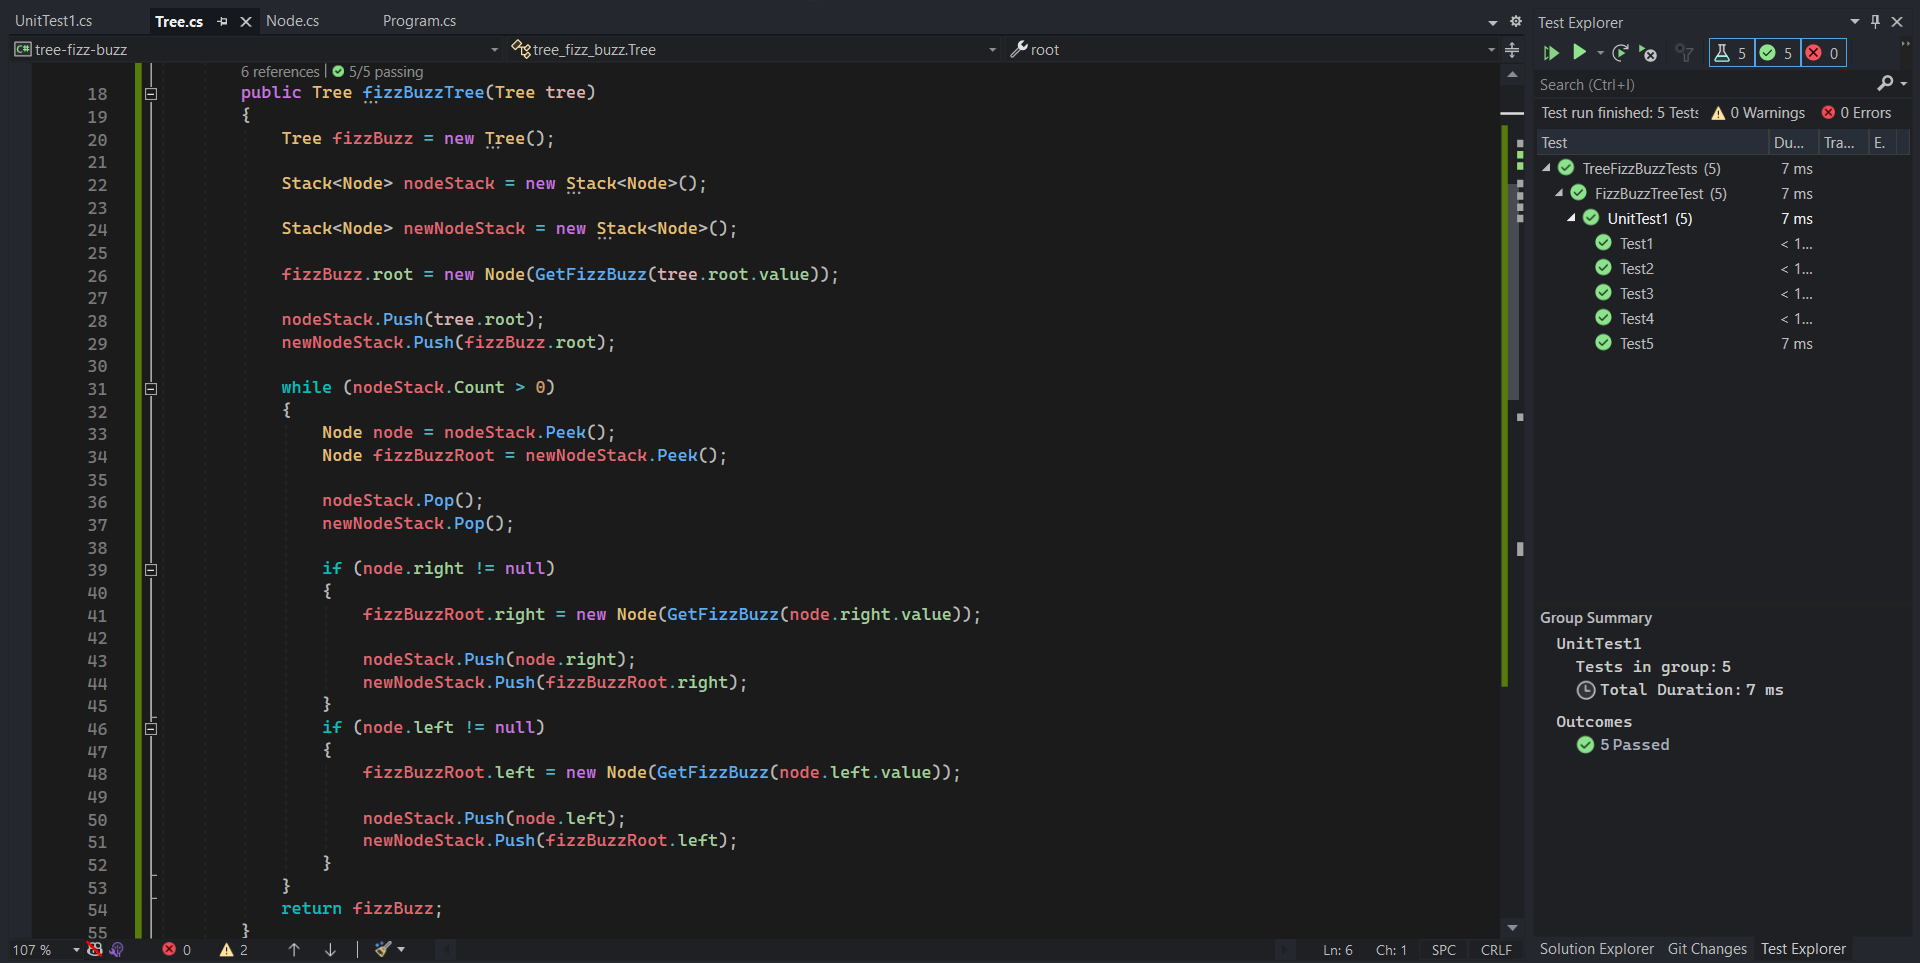 UnitTest1.cs Tree.cs Node.cs Program.cs
tree-fizz-buzz tree_fizz_buzz.Tree root
6 references | 5/5 passing
18 public Tree fizzBuzzTree(Tree tree)
19 {
20 Tree fizzBuzz = new Tree();
21
22 Stack<Node> nodeStack = new Stack<Node>();
23
24 Stack<Node> newNodeStack = new Stack<Node>();
25
26 fizzBuzz.root = new Node(GetFizzBuzz(tree.root.value));
27
28 nodeStack.Push(tree.root);
29 newNodeStack.Push(fizzBuzz.root);
30
31 while (nodeStack.Count > 0)
32 {
33 Node node = nodeStack.Peek();
34 Node fizzBuzzRoot = newNodeStack.Peek();
35
36 nodeStack.Pop();
37 newNodeStack.Pop();
38
39 if (node.right != null)
40 {
41 fizzBuzzRoot.right = new Node(GetFizzBuzz(node.right.value));
42
43 nodeStack.Push(node.right);
44 newNodeStack.Push(fizzBuzzRoot.right);
45 }
46 if (node.left != null)
47 {
48 fizzBuzzRoot.left = new Node(GetFizzBuzz(node.left.value));
49
50 nodeStack.Push(node.left);
51 newNodeStack.Push(fizzBuzzRoot.left);
52 }
53 }
54 return fizzBuzz;
55 }
107 % 0 2 Ln: 6 Ch: 1 SPC CRLF
Test Explorer
5 5 0
Search (Ctrl+I)
Test run finished: 5 Tests 0 Warnings 0 Errors
Test Du... Tra... E.
TreeFizzBuzzTests (5) 7 ms
FizzBuzzTreeTest (5) 7 ms
UnitTest1 (5) 7 ms
Test1 < 1...
Test2 < 1...
Test3 < 1...
Test4 < 1...
Test5 7 ms
Group Summary
UnitTest1
Tests in group: 5
Total Duration: 7 ms
Outcomes
5 Passed
Solution Explorer Git Changes Test Explorer